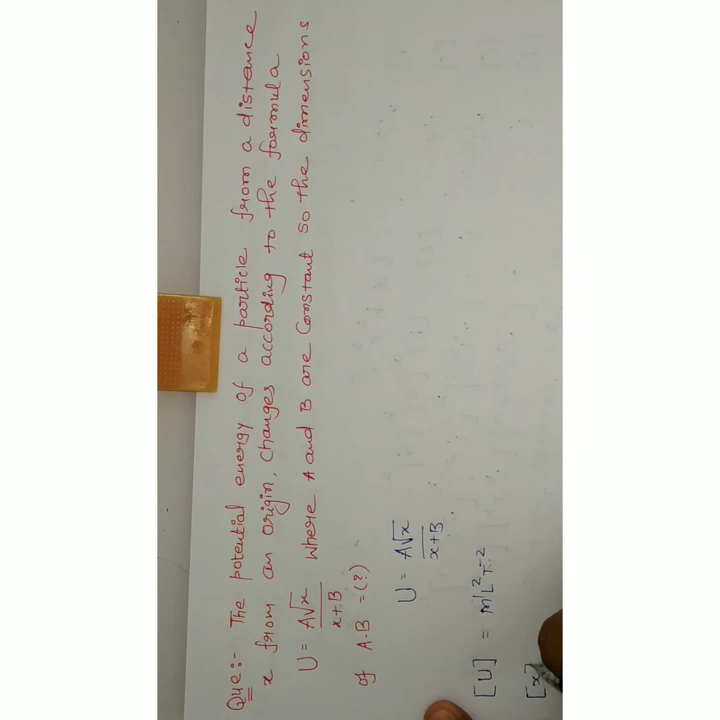 Que:- The potential energy of a particle from a distance
x from an origin, changes according to the formula
U = A√x / x+B where A and B are Constant so the dimensions
of A.B = (?)
U = A√x / x+B
[U] = M¹L²T⁻²
[x]